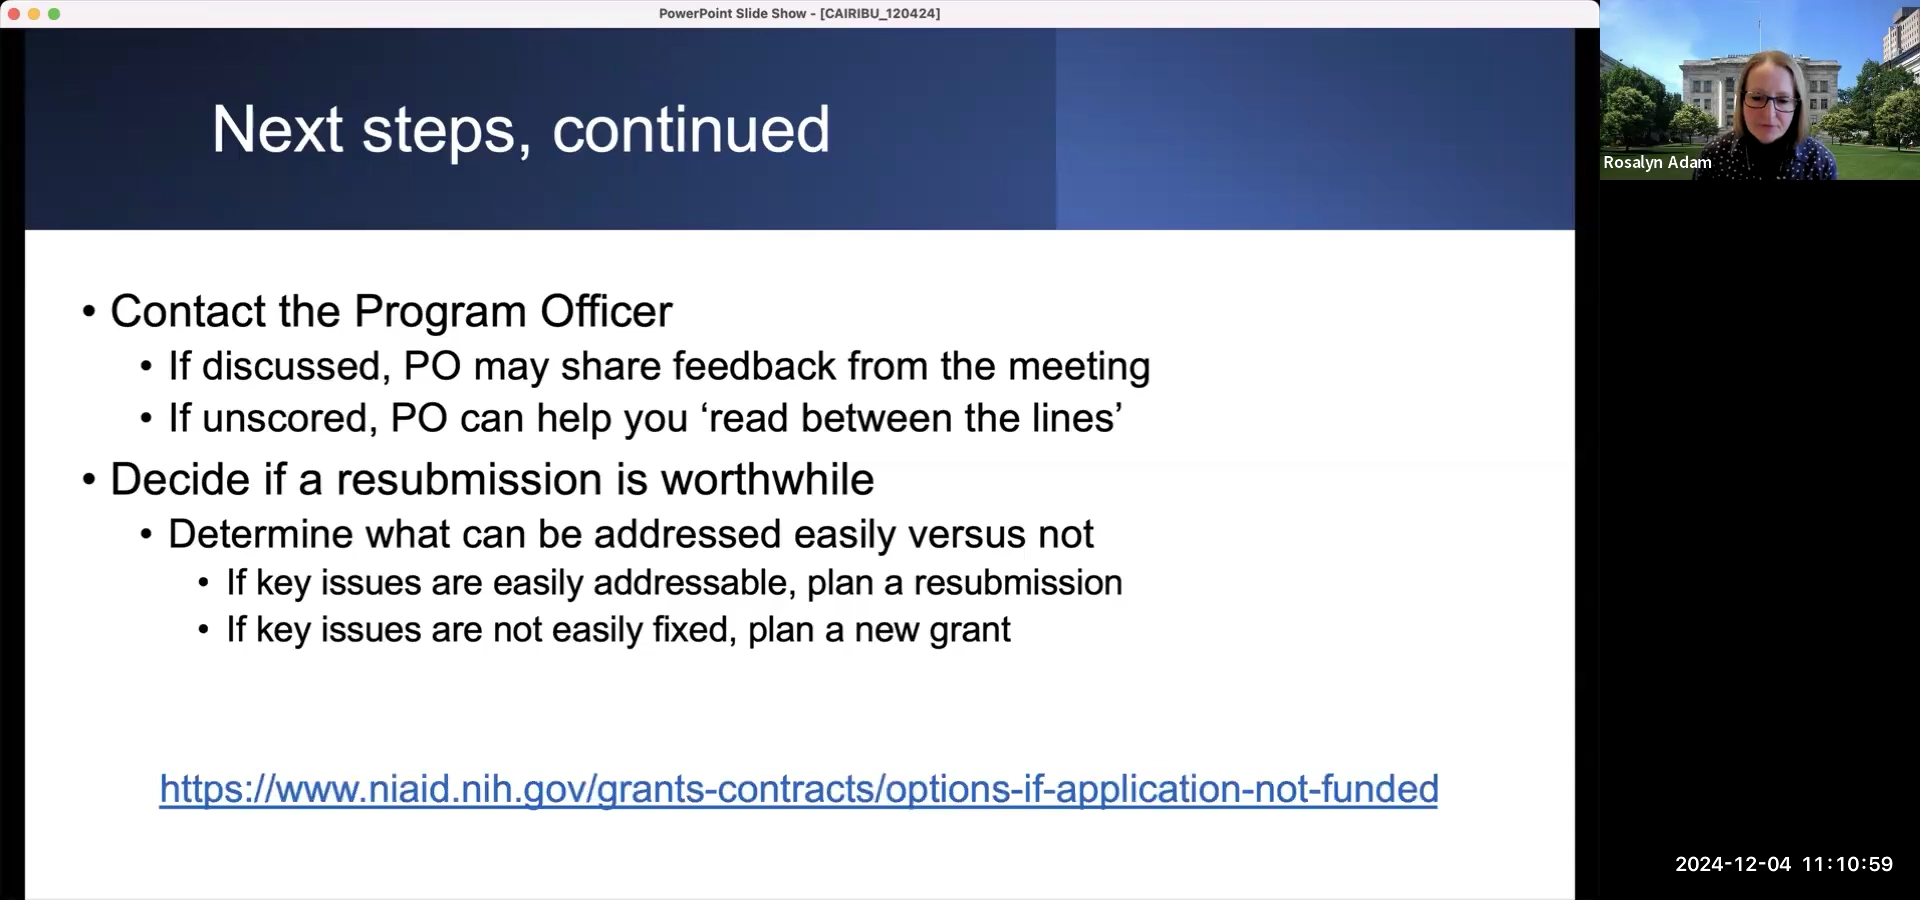 PowerPoint Slide Show - [CAIRIBU_120424]
Next steps, continued
• Contact the Program Officer
• If discussed, PO may share feedback from the meeting
• If unscored, PO can help you ‘read between the lines’
• Decide if a resubmission is worthwhile
• Determine what can be addressed easily versus not
• If key issues are easily addressable, plan a resubmission
• If key issues are not easily fixed, plan a new grant
https://www.niaid.nih.gov/grants-contracts/options-if-application-not-funded
Rosalyn Adam
2024-12-04 11:10:59